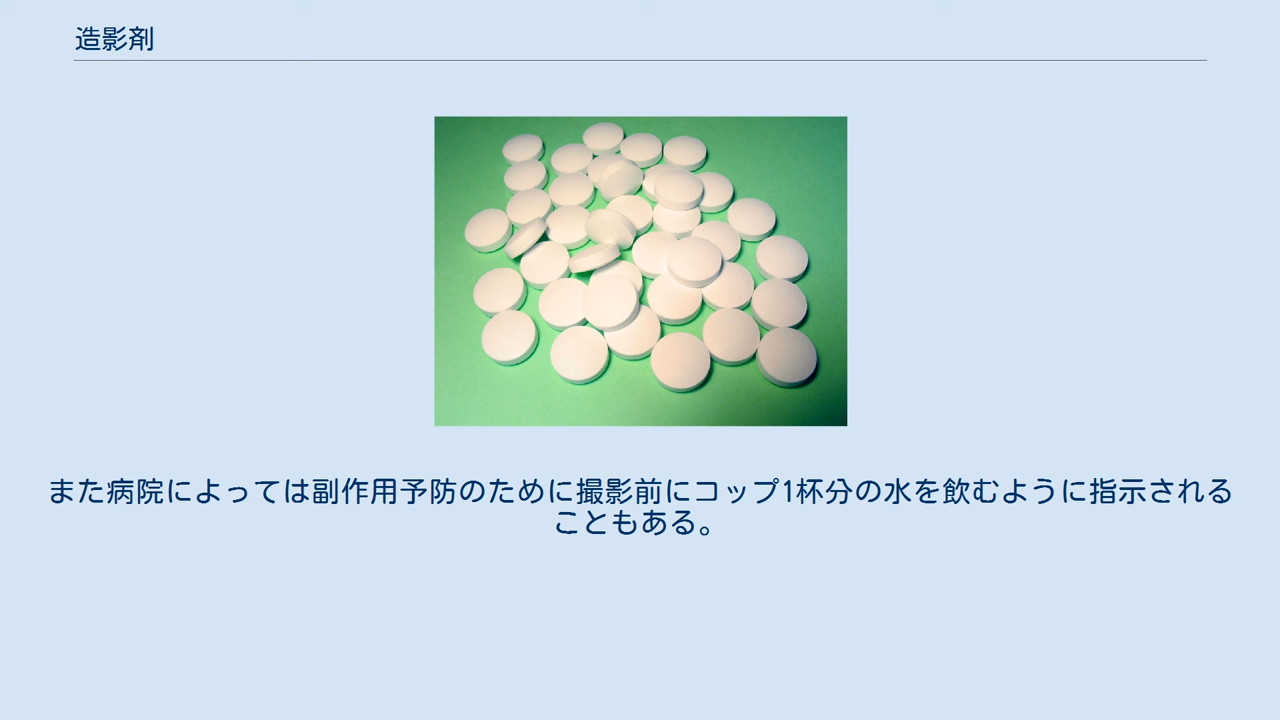 造影剤
また病院によっては副作用予防のために撮影前にコップ1杯分の水を飲むように指示される
こともある。